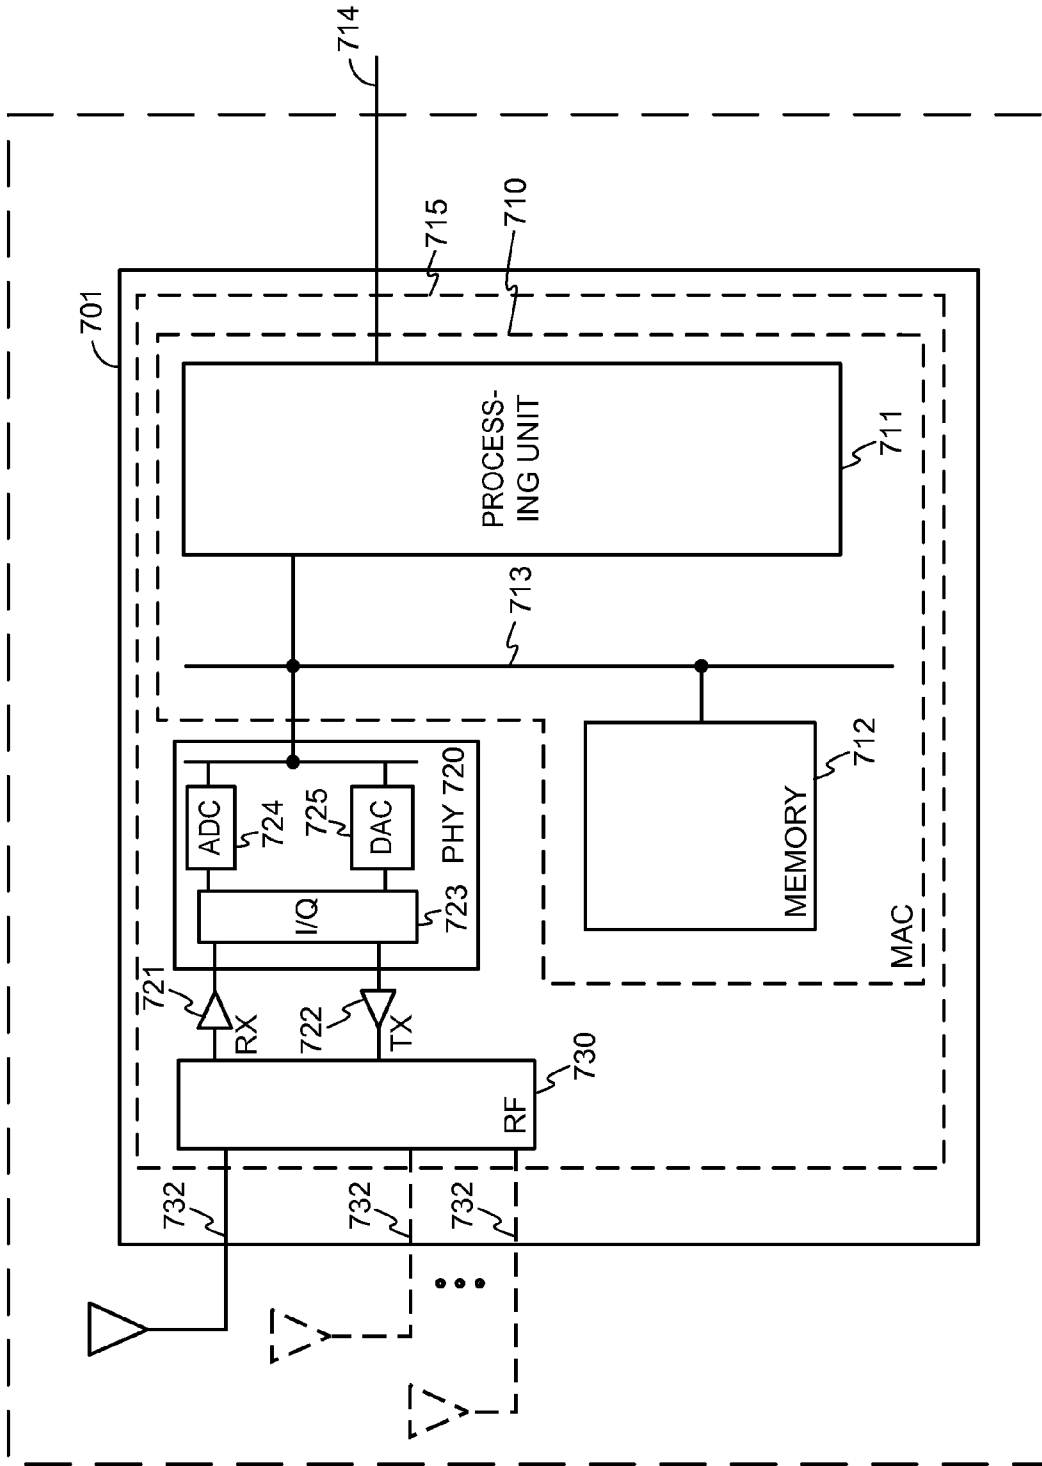 714
715
710
701
PROCESS-
ING UNIT
711
713
ADC
724
725
DAC
PHY 720
I/Q
723
712
MEMORY
MAC
721
RX
722
TX
730
RF
732
732
732